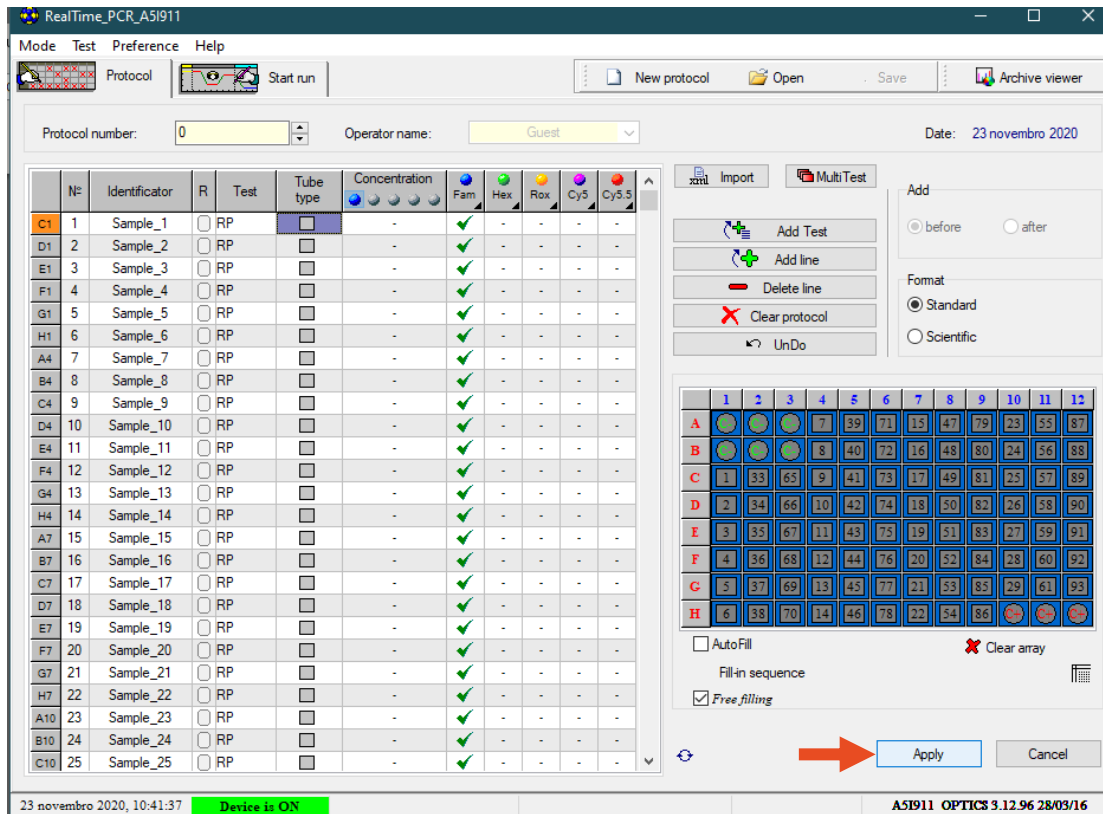 RealTime_PCR_A5I911
Mode Test Preference Help
Protocol Start run New protocol Open Save Archive viewer
Protocol number: 0 Operator name: Guest Date: 23 novembro 2020
Nº Identificator R Test Tube type Concentration Fam Hex Rox Cy5 Cy5.5
C1 1 Sample_1 RP - - - - -
D1 2 Sample_2 RP - - - - -
E1 3 Sample_3 RP - - - - -
F1 4 Sample_4 RP - - - - -
G1 5 Sample_5 RP - - - - -
H1 6 Sample_6 RP - - - - -
A4 7 Sample_7 RP - - - - -
B4 8 Sample_8 RP - - - - -
C4 9 Sample_9 RP - - - - -
D4 10 Sample_10 RP - - - - -
E4 11 Sample_11 RP - - - - -
F4 12 Sample_12 RP - - - - -
G4 13 Sample_13 RP - - - - -
H4 14 Sample_14 RP - - - - -
A7 15 Sample_15 RP - - - - -
B7 16 Sample_16 RP - - - - -
C7 17 Sample_17 RP - - - - -
D7 18 Sample_18 RP - - - - -
E7 19 Sample_19 RP - - - - -
F7 20 Sample_20 RP - - - - -
G7 21 Sample_21 RP - - - - -
H7 22 Sample_22 RP - - - - -
A10 23 Sample_23 RP - - - - -
B10 24 Sample_24 RP - - - - -
C10 25 Sample_25 RP - - - - -
xml Import MultiTest
Add Test
Add line
Delete line
Clear protocol
UnDo
Add
before after
Format
Standard
Scientific
1 2 3 4 5 6 7 8 9 10 11 12
A C- C- C- 7 39 71 15 47 79 23 55 87
B C- C- C- 8 40 72 16 48 80 24 56 88
C 1 33 65 9 41 73 17 49 81 25 57 89
D 2 34 66 10 42 74 18 50 82 26 58 90
E 3 35 67 11 43 75 19 51 83 27 59 91
F 4 36 68 12 44 76 20 52 84 28 60 92
G 5 37 69 13 45 77 21 53 85 29 61 93
H 6 38 70 14 46 78 22 54 86 C+ C+ C+
AutoFill Clear array
Fill-in sequence
Free filling
Apply Cancel
23 novembro 2020, 10:41:37 Device is ON A5I911 OPTICS 3.12.96 28/03/16